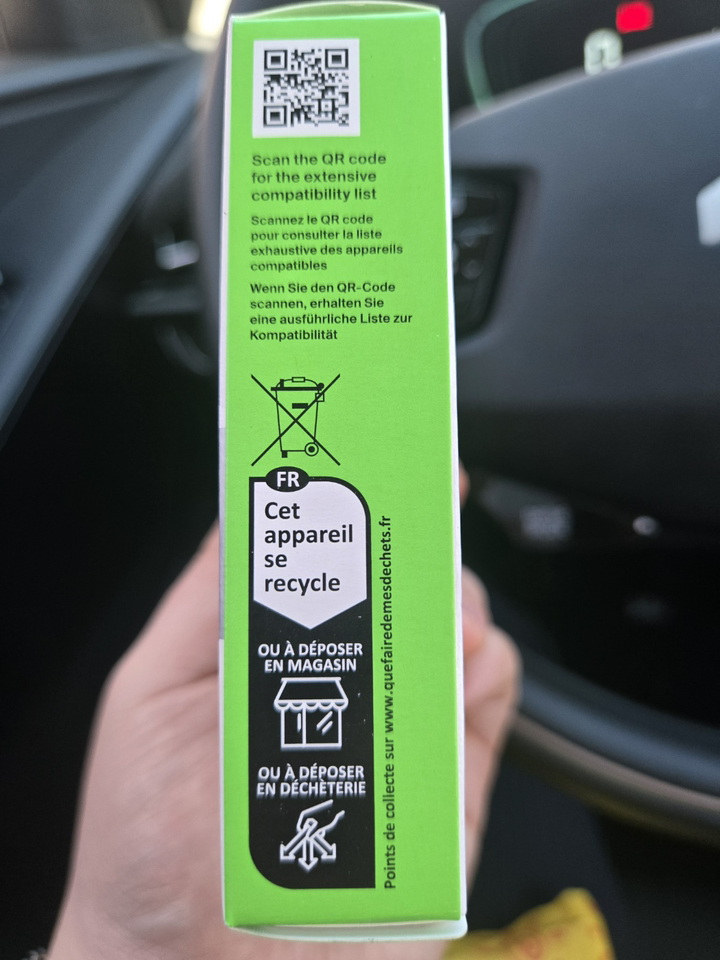 Scan the QR code
for the extensive
compatibility list
Scannez le QR code
pour consulter la liste
exhaustive des appareils
compatibles
Wenn Sie den QR-Code
scannen, erhalten Sie
eine ausführliche Liste zur
Kompatibilität
FR
Cet
appareil
se
recycle
OU À DÉPOSER
EN MAGASIN
OU À DÉPOSER
EN DÉCHÈTERIE
Points de collecte sur www.quefairedemesdechets.fr